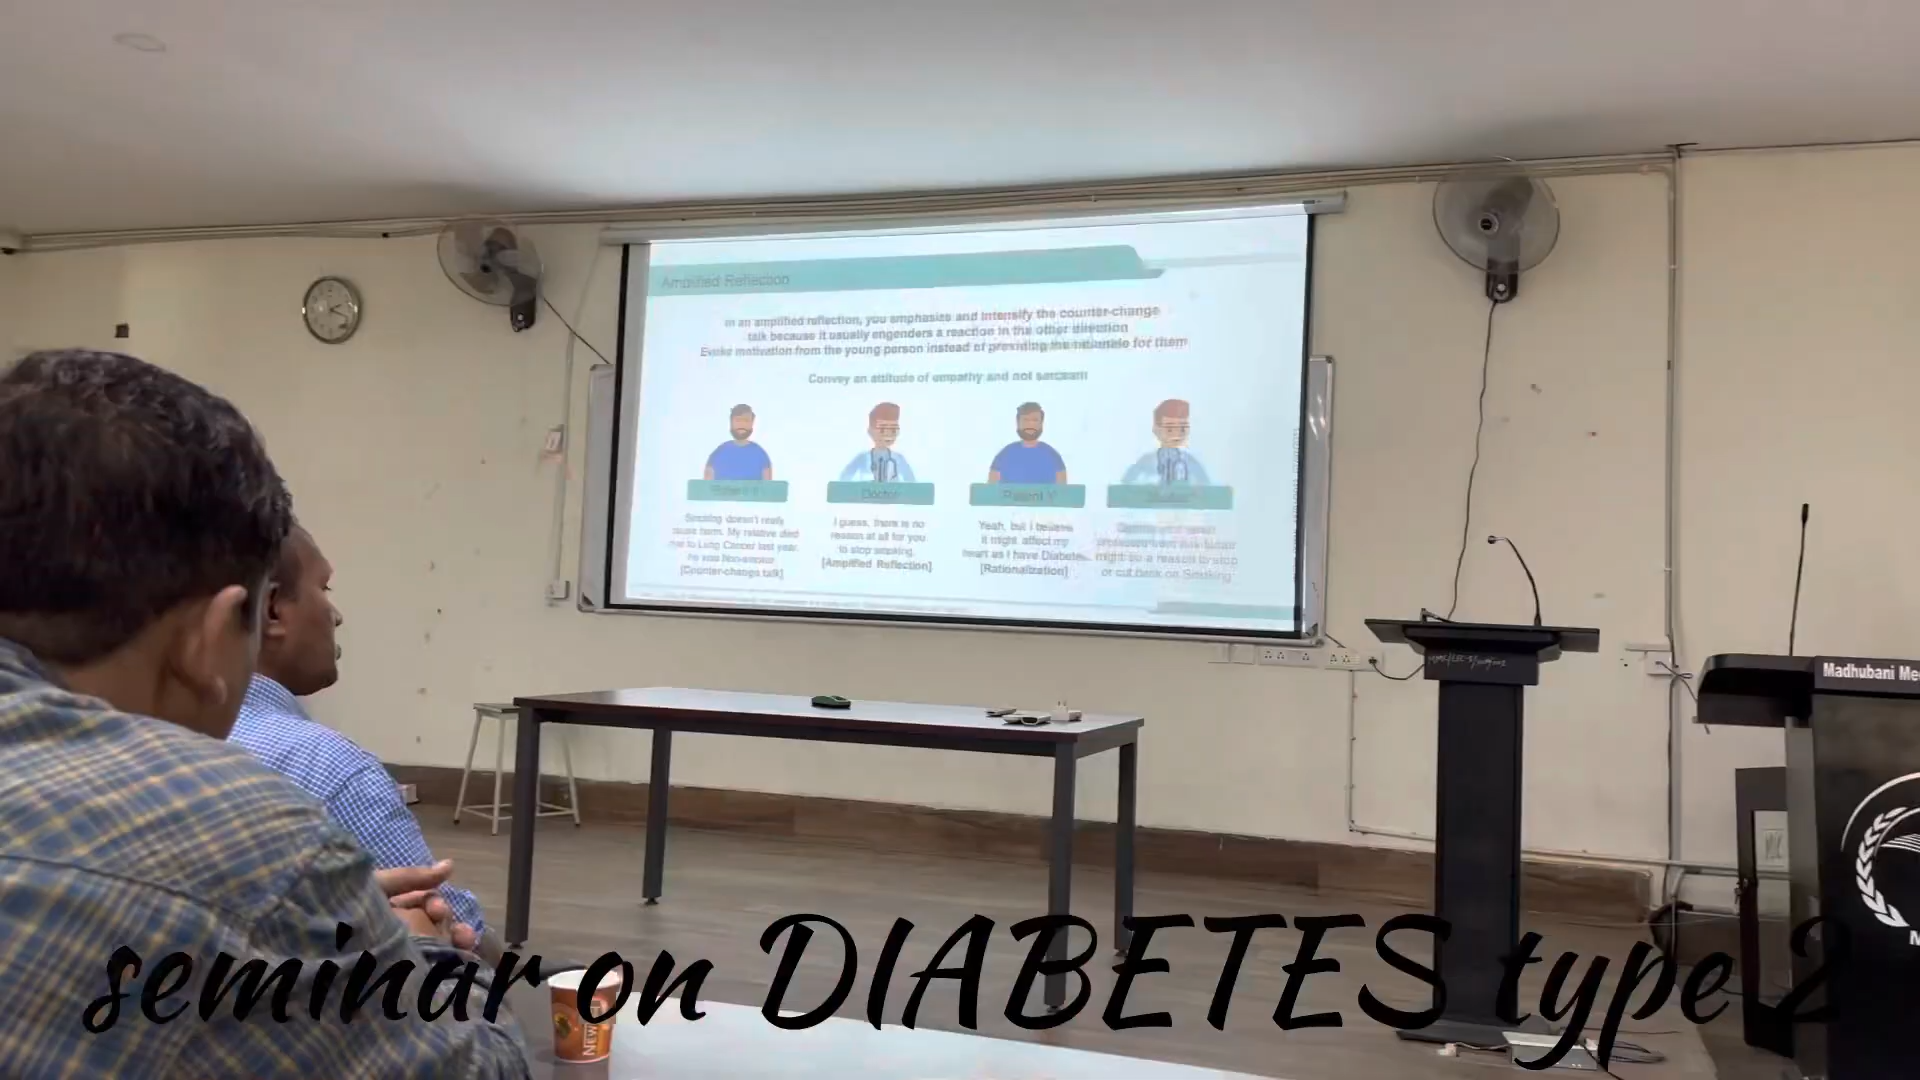 Amplified Reflection
In an amplified reflection, you emphasize and intensify the counter-change
talk because it usually engenders a reaction in the other direction
Evoke motivation from the young person instead of providing the rationale for them
Convey an attitude of empathy and not sarcasm
Doctor
Patient
Smoking doesn't really
cause harm. My relative died
due to Lung Cancer last year,
he was Non-smoker
[Counter-change talk]
I guess, there is no
reason at all for you
to stop smoking.
[Amplified Reflection]
Yeah, but I believe
it might affect my
heart as I have Diabetes
[Rationalization]
might be a reason to stop
or cut back on Smoking
Madhubani Me
seminar on DIABETES type 2